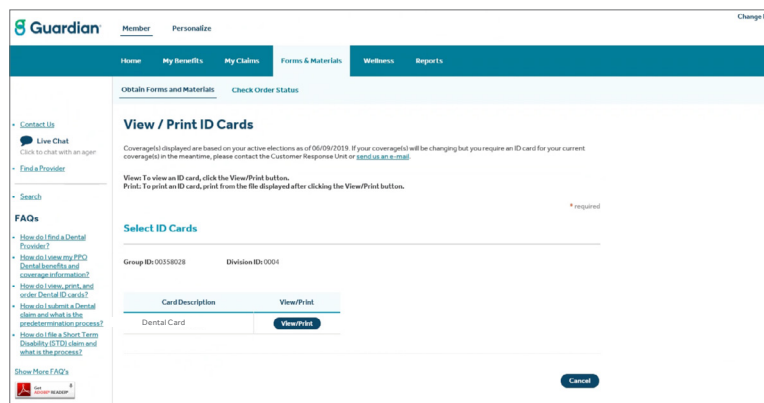 Change
Guardian
Member Personalize
Home My Benefits My Claims Forms & Materials Wellness Reports
Obtain Forms and Materials Check Order Status
Contact Us
Live Chat
Click to chat with an agen
Find a Provider
Search
FAQs
How do I find a Dental
Provider?
How do I view my PPO
Dental benefits and
coverage information?
How do I view, print, and
order Dental ID cards?
How do I submit a Dental
claim and what is the
predetermination process?
How do I file a Short Term
Disability (STD) claim and
what is the process?
Show More FAQ's
Get
ADOBE® READER®
View / Print ID Cards
Coverage(s) displayed are based on your active elections as of 06/09/2019. If your coverage(s) will be changing but you require an ID card for your current
coverage(s) in the meantime, please contact the Customer Response Unit or send us an e-mail.
View: To view an ID card, click the View/Print button.
Print: To print an ID card, print from the file displayed after clicking the View/Print button.
* required
Select ID Cards
Group ID: 00358028 Division ID: 0004
Card Description View/Print
Dental Card View/Print
Cancel